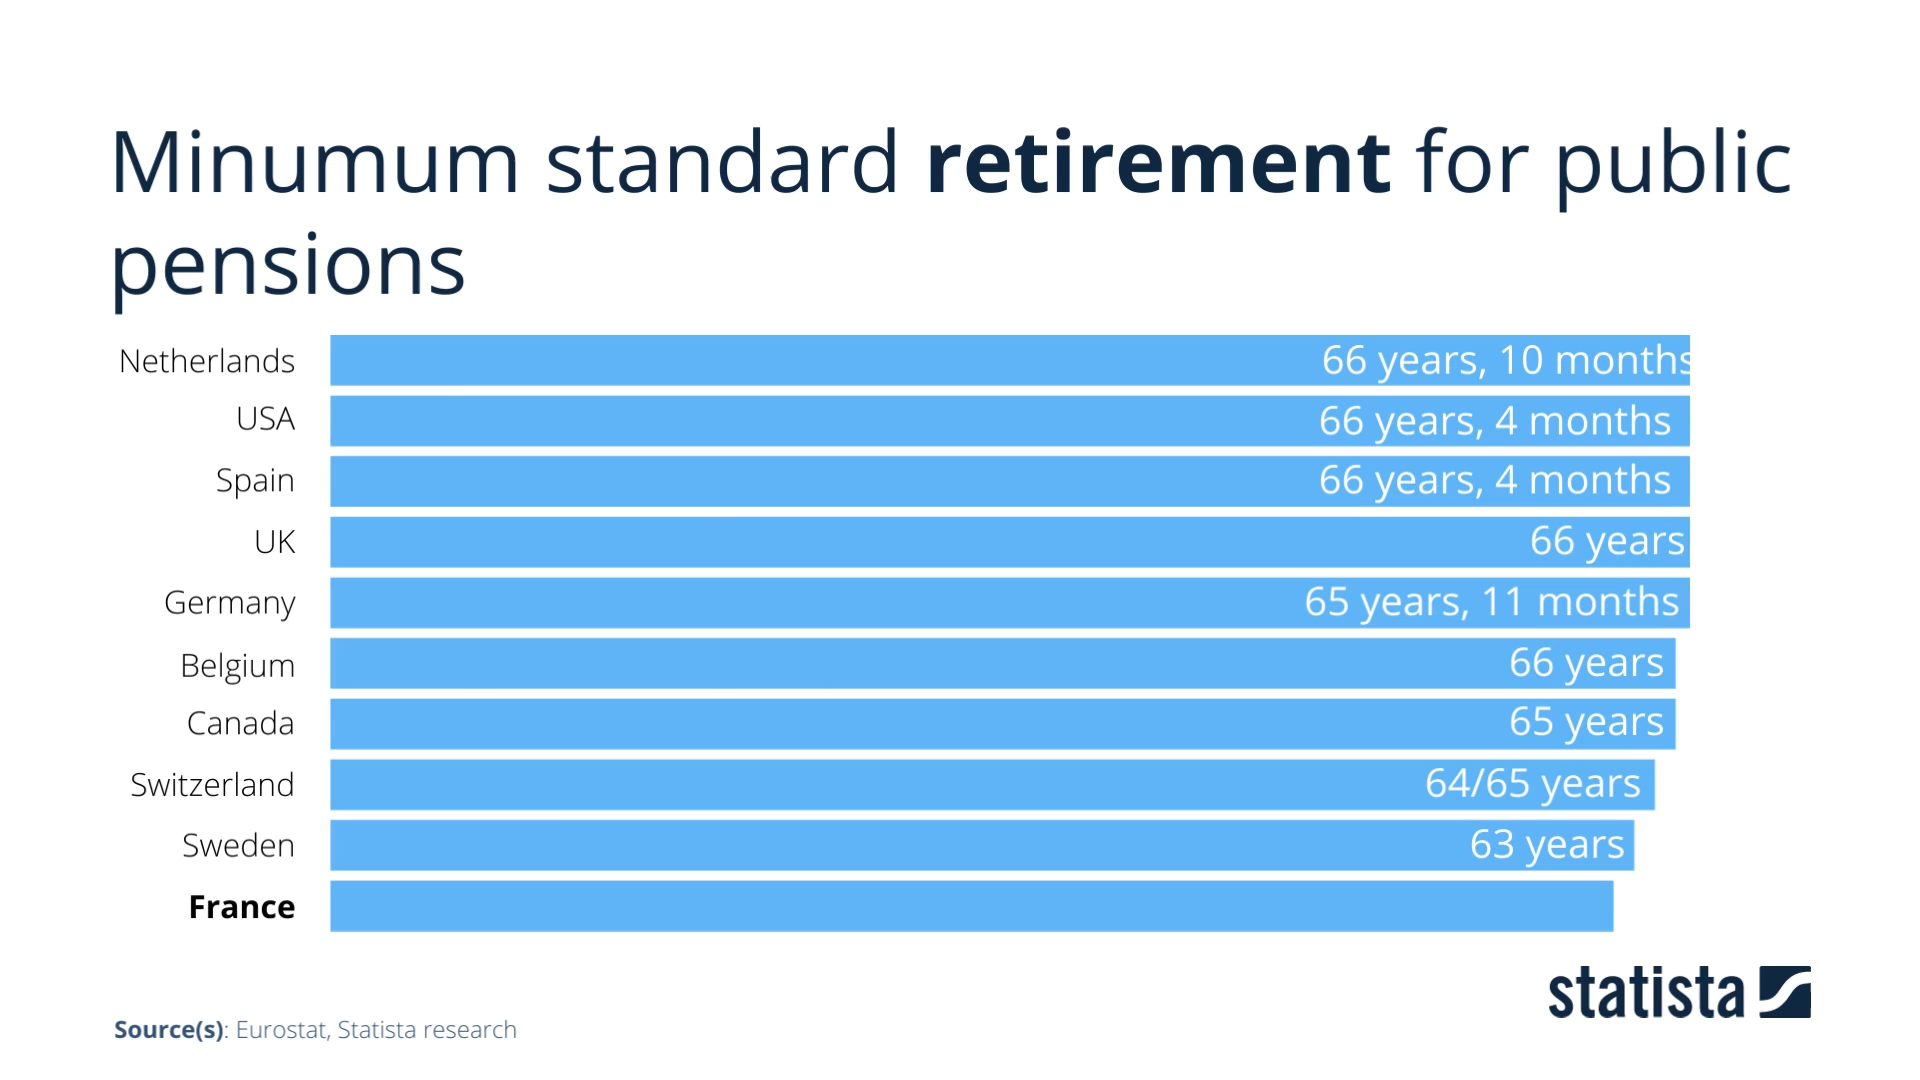 Minumum standard retirement for public
pensions
Netherlands 66 years, 10 months
USA 66 years, 4 months
Spain 66 years, 4 months
UK 66 years
Germany 65 years, 11 months
Belgium 66 years
Canada 65 years
Switzerland 64/65 years
Sweden 63 years
France
statista
Source(s): Eurostat, Statista research